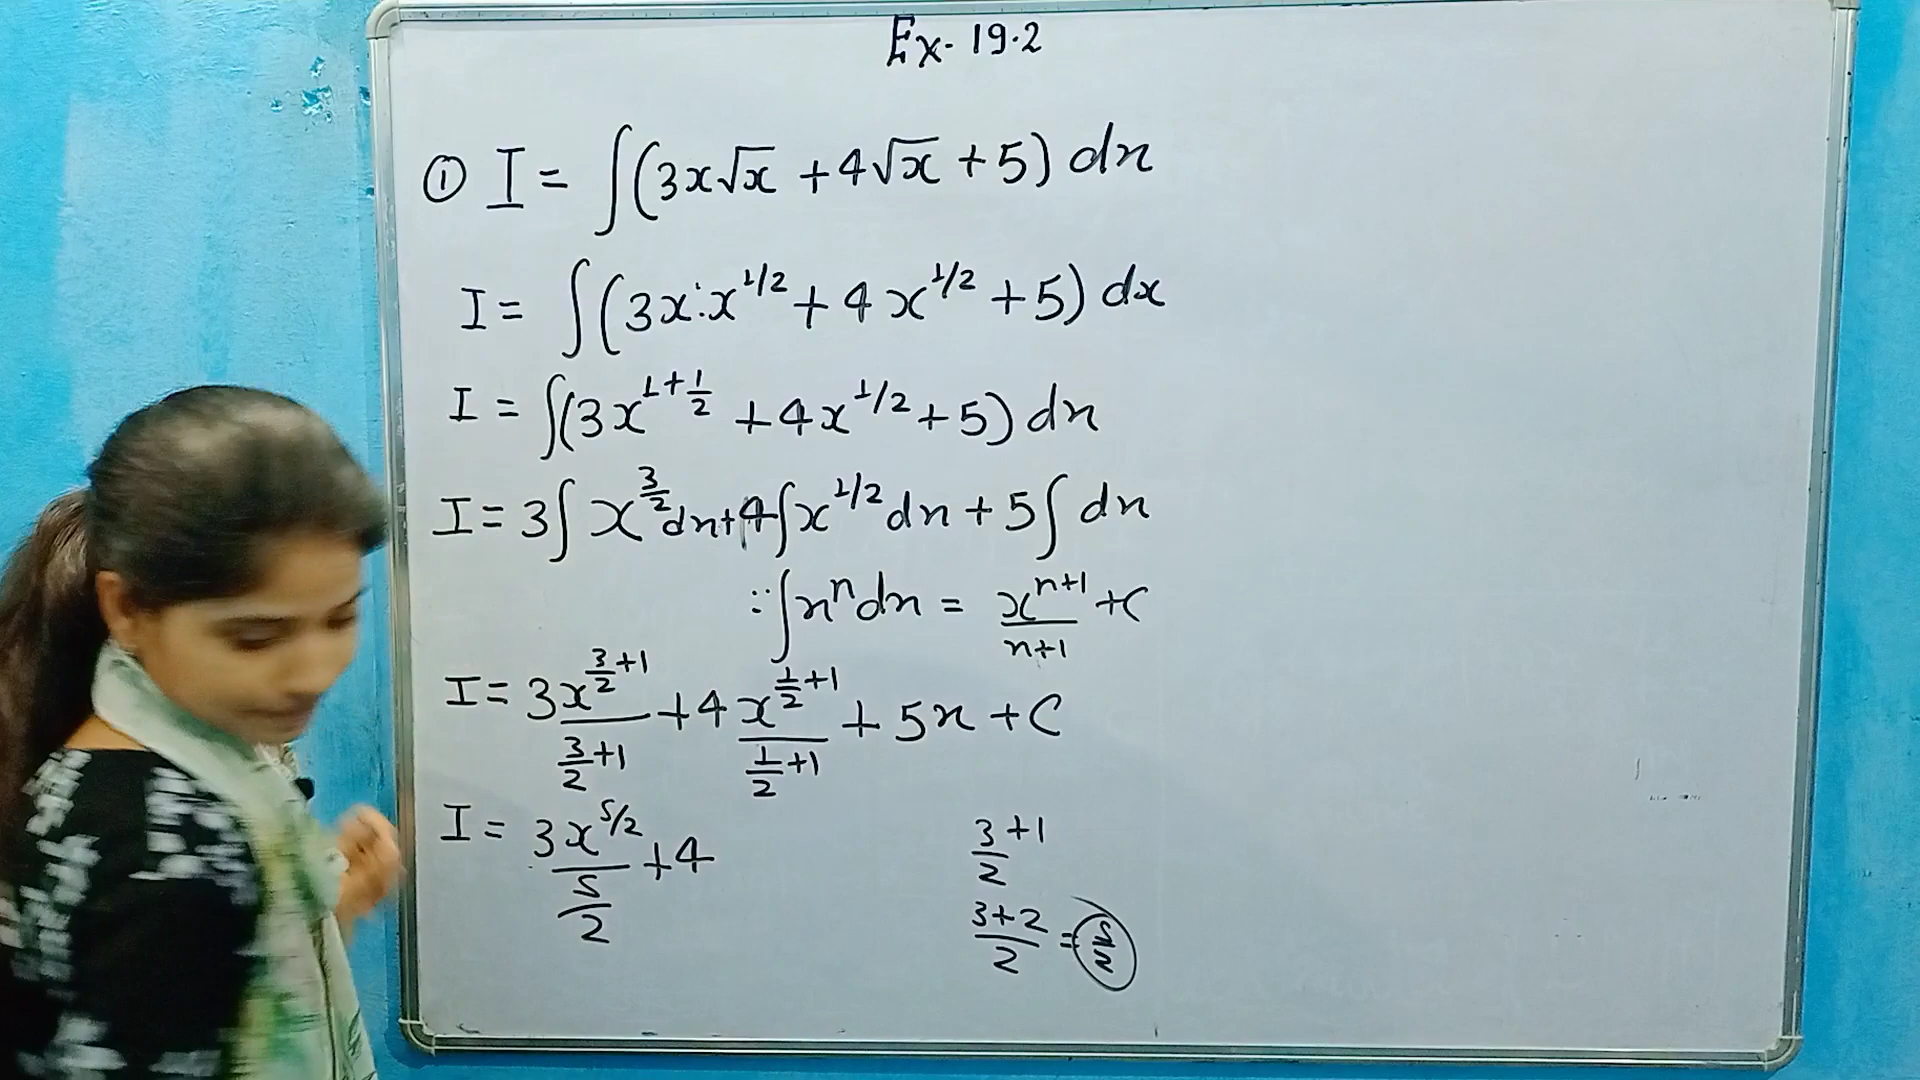 Ex- 19.2
① I = ∫(3x√x + 4√x + 5) dx
I = ∫(3x·x^1/2 + 4x^1/2 + 5) dx
I = ∫(3x^1+1/2 + 4x^1/2 + 5) dx
I = 3∫x^3/2 dx + 4∫x^1/2 dx + 5∫dx
∵ ∫x^n dx = x^n+1/n+1 + C
I = 3x^3/2+1/3/2+1 + 4x^1/2+1/1/2+1 + 5x + C
I = 3x^5/2/5/2 + 4
3/2 + 1
3+2/2 = 5/2